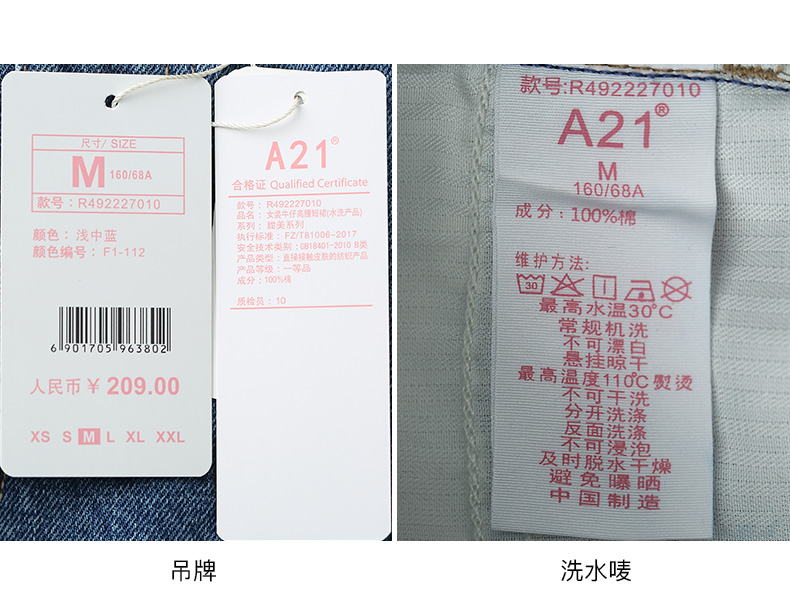 尺寸/ SIZE
M 160/68A
款号: R492227010
颜色: 浅中蓝
颜色编号: F1-112
6 901705 963802
人民币 ¥ 209.00
XS S M L XL XXL
A21®
合格证 Qualified Certificate
款号: R492227010
品名: 女装牛仔高腰短裙(水洗产品)
系列: 甜美系列
执行标准: FZ/T81006-2017
安全技术类别: GB18401-2010 B类
产品类型: 直接接触皮肤的纺织产品
产品等级: 一等品
成分: 100%棉
质检员: 10
款号:R492227010
A21®
M
160/68A
成分: 100%棉
维护方法:
30
最高水温30°C
常规机洗
不可漂白
悬挂晾干
最高温度110°C熨烫
不可干洗
分开洗涤
反面洗涤
不可浸泡
及时脱水干燥
避免曝晒
中国制造
吊牌
洗水唛